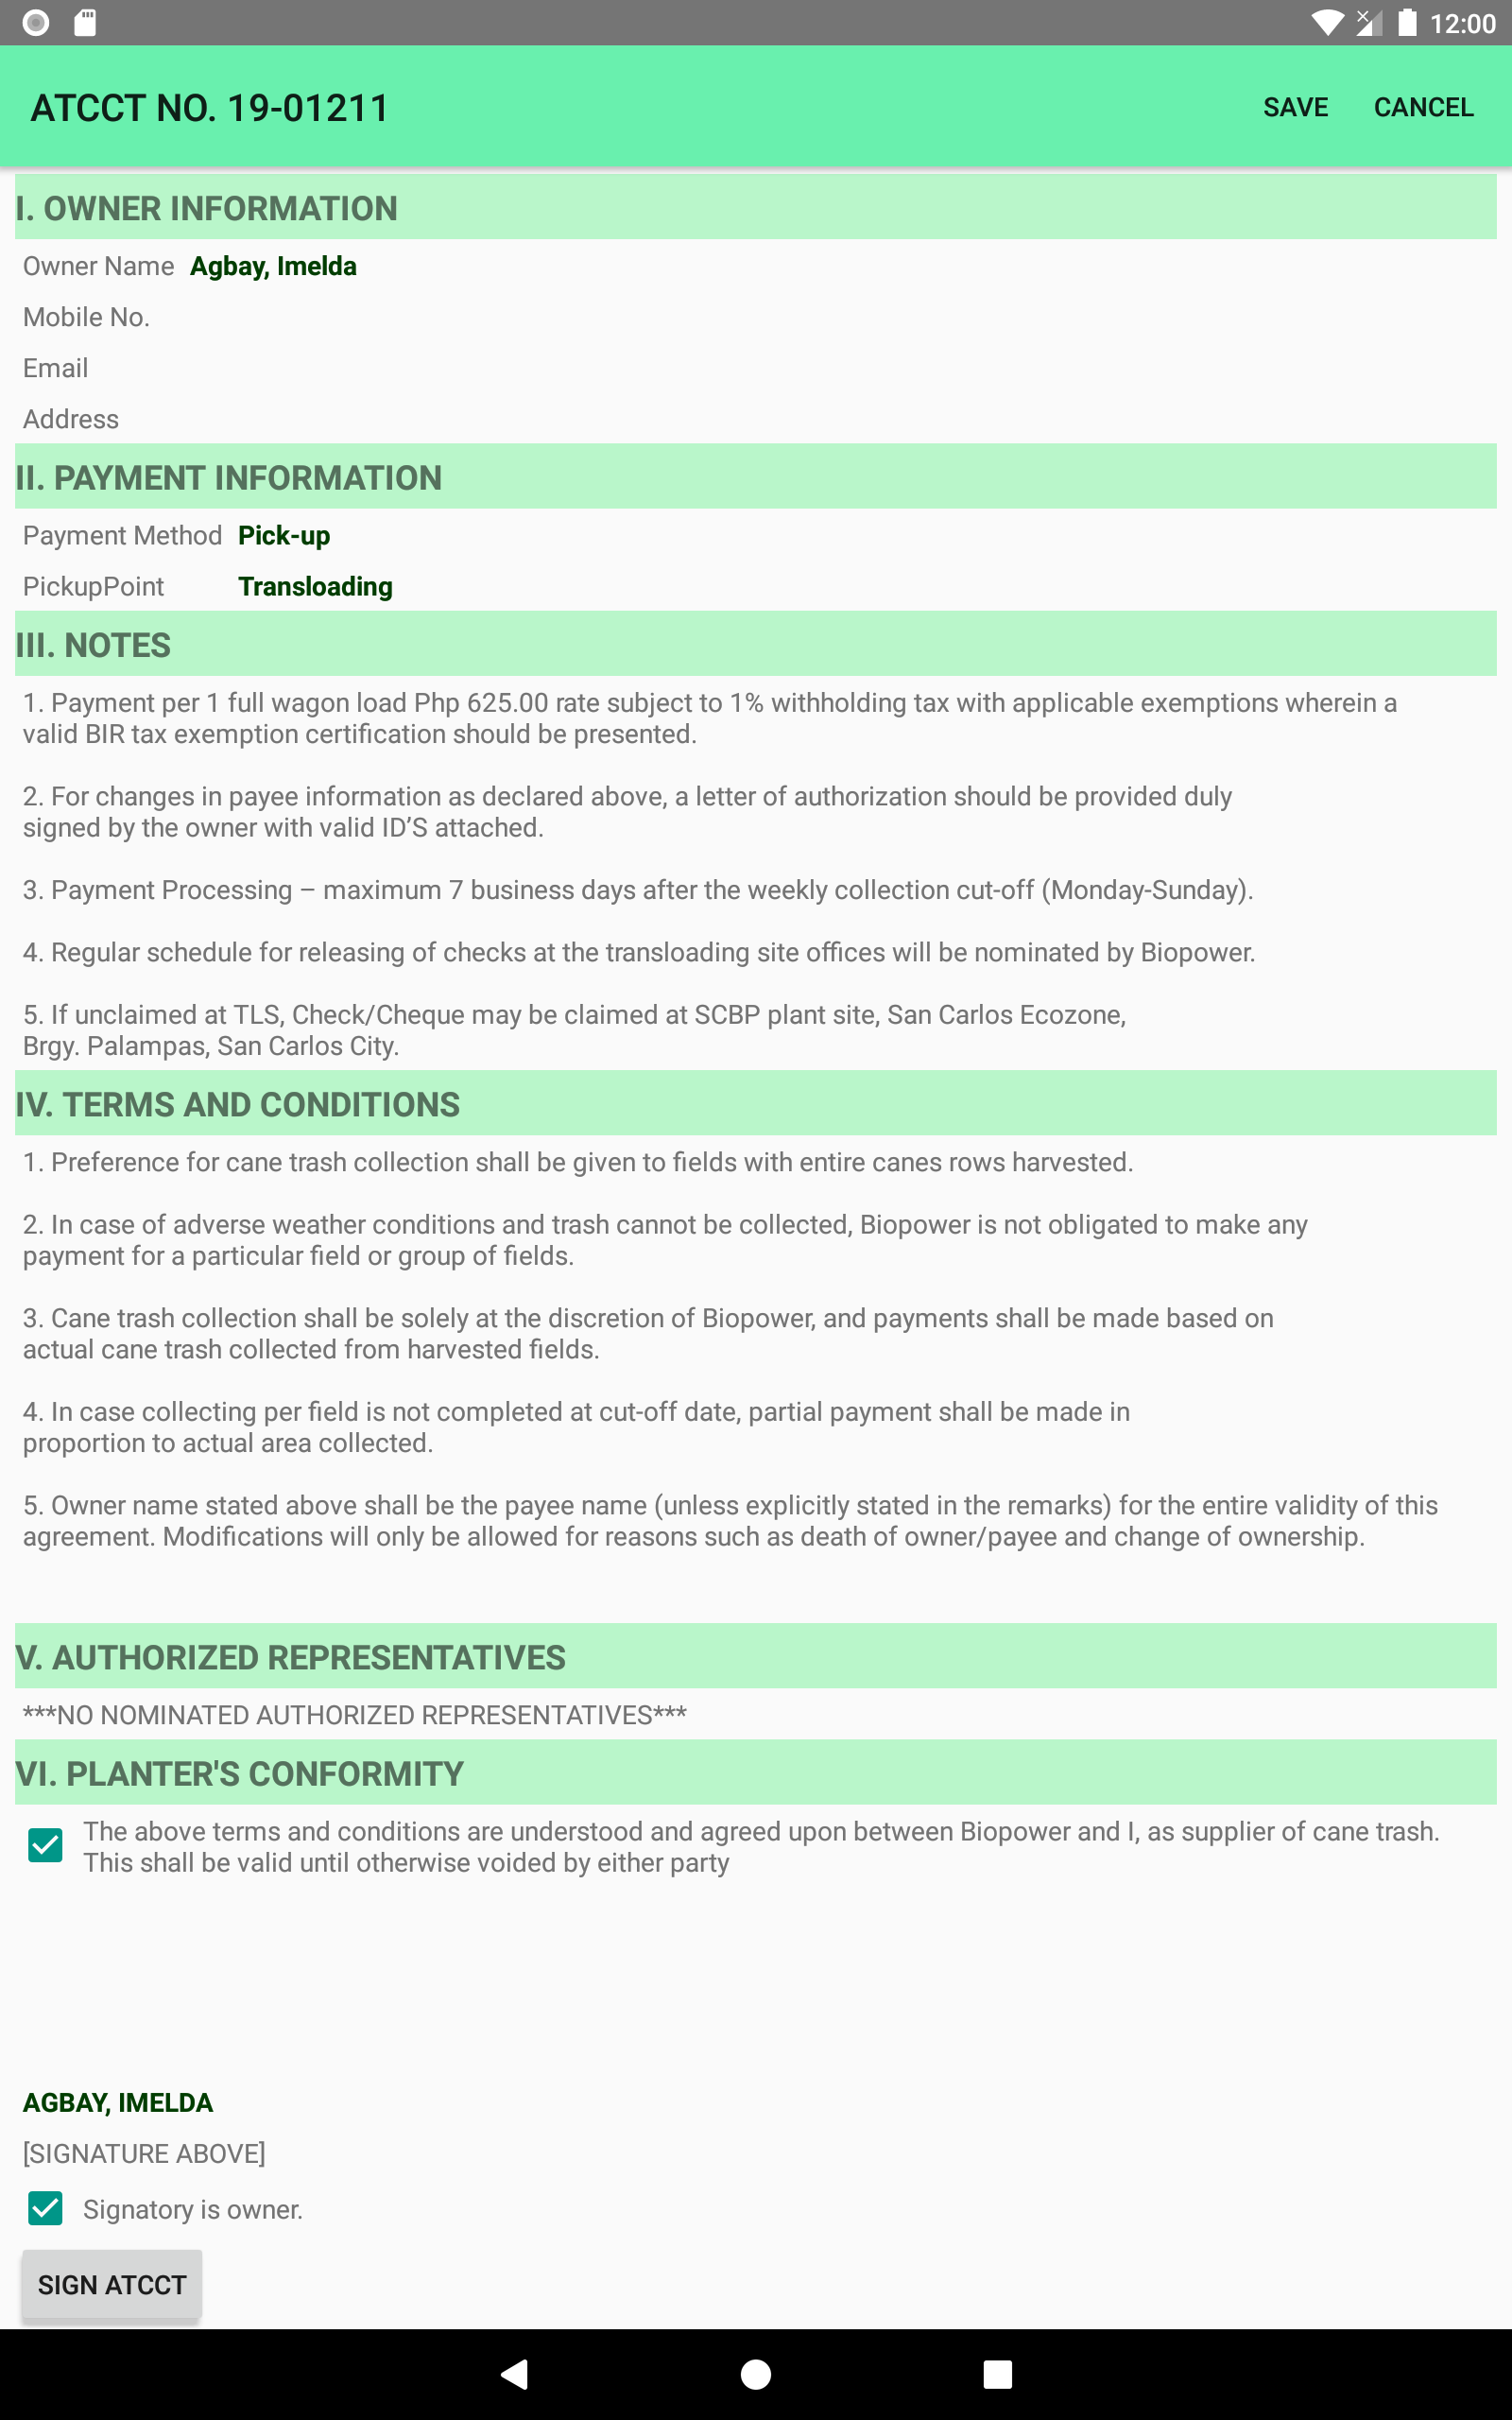 12:00
ATCCT NO. 19-01211 SAVE CANCEL
I. OWNER INFORMATION
Owner Name Agbay, Imelda
Mobile No.
Email
Address
II. PAYMENT INFORMATION
Payment Method Pick-up
PickupPoint Transloading
III. NOTES
1. Payment per 1 full wagon load Php 625.00 rate subject to 1% withholding tax with applicable exemptions wherein a
valid BIR tax exemption certification should be presented.
2. For changes in payee information as declared above, a letter of authorization should be provided duly
signed by the owner with valid ID’S attached.
3. Payment Processing – maximum 7 business days after the weekly collection cut-off (Monday-Sunday).
4. Regular schedule for releasing of checks at the transloading site offices will be nominated by Biopower.
5. If unclaimed at TLS, Check/Cheque may be claimed at SCBP plant site, San Carlos Ecozone,
Brgy. Palampas, San Carlos City.
IV. TERMS AND CONDITIONS
1. Preference for cane trash collection shall be given to fields with entire canes rows harvested.
2. In case of adverse weather conditions and trash cannot be collected, Biopower is not obligated to make any
payment for a particular field or group of fields.
3. Cane trash collection shall be solely at the discretion of Biopower, and payments shall be made based on
actual cane trash collected from harvested fields.
4. In case collecting per field is not completed at cut-off date, partial payment shall be made in
proportion to actual area collected.
5. Owner name stated above shall be the payee name (unless explicitly stated in the remarks) for the entire validity of this
agreement. Modifications will only be allowed for reasons such as death of owner/payee and change of ownership.
V. AUTHORIZED REPRESENTATIVES
***NO NOMINATED AUTHORIZED REPRESENTATIVES***
VI. PLANTER'S CONFORMITY
The above terms and conditions are understood and agreed upon between Biopower and I, as supplier of cane trash.
This shall be valid until otherwise voided by either party
AGBAY, IMELDA
[SIGNATURE ABOVE]
Signatory is owner.
SIGN ATCCT